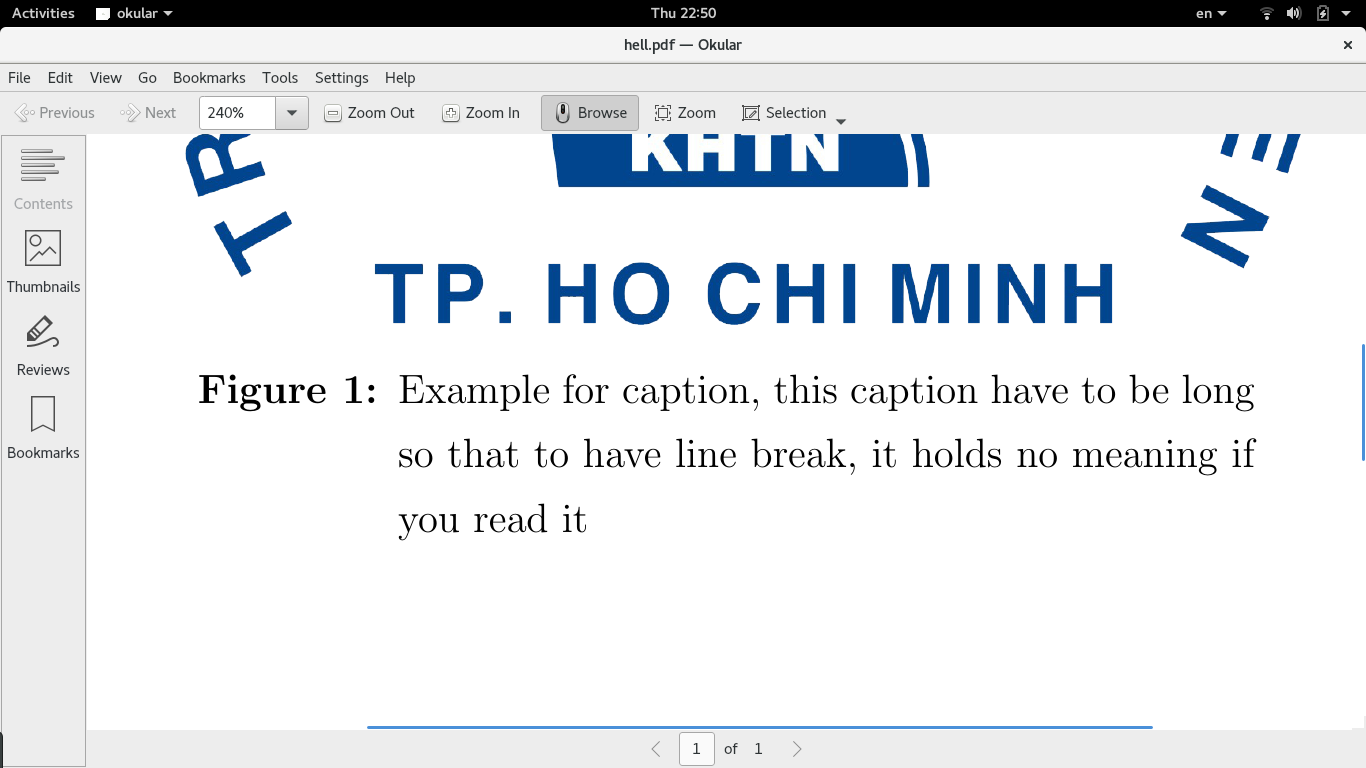 Activities okular Thu 22:50 en
hell.pdf — Okular
File Edit View Go Bookmarks Tools Settings Help
Previous Next 240% Zoom Out Zoom In Browse Zoom Selection
Contents
Thumbnails
Reviews
Bookmarks
KHTN
TR
ÊN
TP. HO CHI MINH
Figure 1: Example for caption, this caption have to be long
so that to have line break, it holds no meaning if
you read it
1 of 1